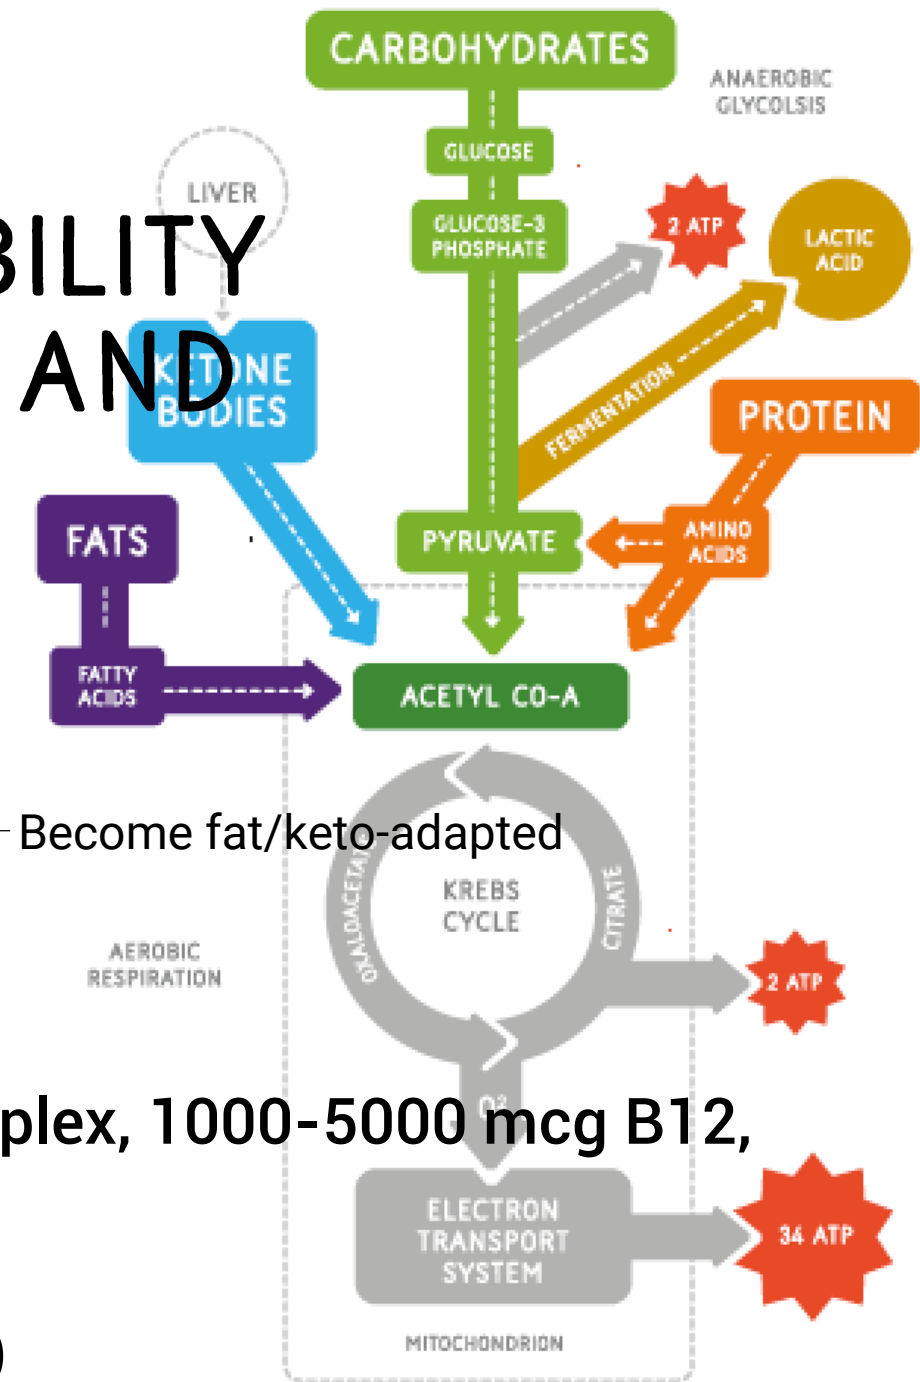 CARBOHYDRATES
ANAEROBIC
GLYCOLSIS
GLUCOSE
LIVER
GLUCOSE-3
PHOSPHATE
2 ATP
LACTIC
ACID
BILITY
AND
KETONE
BODIES
FERMENTATION
PROTEIN
FATS
PYRUVATE
AMINO
ACIDS
FATTY
ACIDS
ACETYL CO-A
Become fat/keto-adapted
OXALOACETATE
KREBS
CYCLE
CITRATE
AEROBIC
RESPIRATION
2 ATP
plex, 1000-5000 mcg B12,
O²
ELECTRON
TRANSPORT
SYSTEM
34 ATP
MITOCHONDRION
)